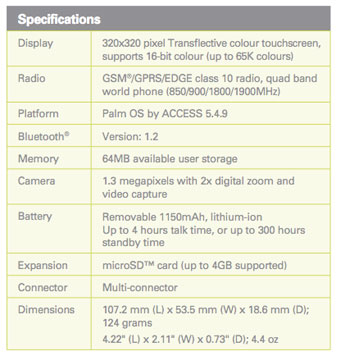 Specifications
Display 320x320 pixel Transflective colour touchscreen,
supports 16-bit colour (up to 65K colours)
Radio GSM®/GPRS/EDGE class 10 radio, quad band
world phone (850/900/1800/1900MHz)
Platform Palm OS by ACCESS 5.4.9
Bluetooth® Version: 1.2
Memory 64MB available user storage
Camera 1.3 megapixels with 2x digital zoom and
video capture
Battery Removable 1150mAh, lithium-ion
Up to 4 hours talk time, or up to 300 hours
standby time
Expansion microSD™ card (up to 4GB supported)
Connector Multi-connector
Dimensions 107.2 mm (L) x 53.5 mm (W) x 18.6 mm (D);
124 grams
4.22" (L) x 2.11" (W) x 0.73" (D); 4.4 oz